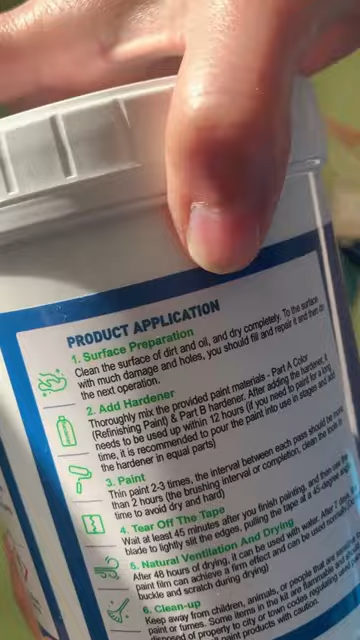 PRODUCT APPLICATION
1. Surface Preparation
Clean the surface of dirt and oil, and dry completely. To the surface
with much damage and holes, you should fill and repair it and then do
the next operation.
2. Add Hardener
Thoroughly mix the provided paint materials - Part A Color
(Refinishing Paint) & Part B hardener. After adding the hardener, it
needs to be used up within 12 hours (if you need to paint for a long
time, it is recommended to pour the paint into use in stages and add
the hardener in equal parts)
3. Paint
Thin paint 2-3 times, the interval between each pass should be more
than 2 hours (the brushing interval or completion, clean the tools in
time to avoid dry and hard)
4. Tear Off The Tape
Wait at least 45 minutes after you finish painting, and then use the
blade to lightly slit the edges, pulling the tape at a 45-degree
5. Natural Ventilation And Drying
After 48 hours of drying, it can be used with water. After 7 days,
paint film can achieve a firm effect and can be used normally
buckle and scratch during drying)
6. Clean-up
Keep away from children, animals, or people that are
paint or fumes. Some items in the kit are flammable and
disposed of properly to city or town codes regulating
Use all part products with caution.